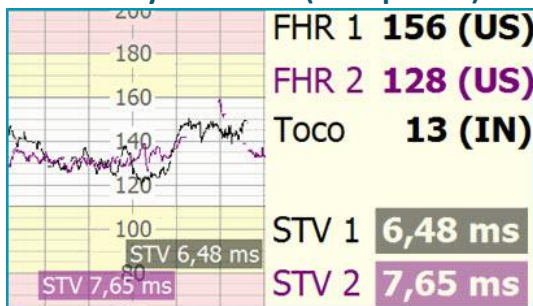 200
180
160
140
120
100
80
STV 6,48 ms
STV 7,65 ms
FHR 1 156 (US)
FHR 2 128 (US)
Toco 13 (IN)
STV 1 6,48 ms
STV 2 7,65 ms